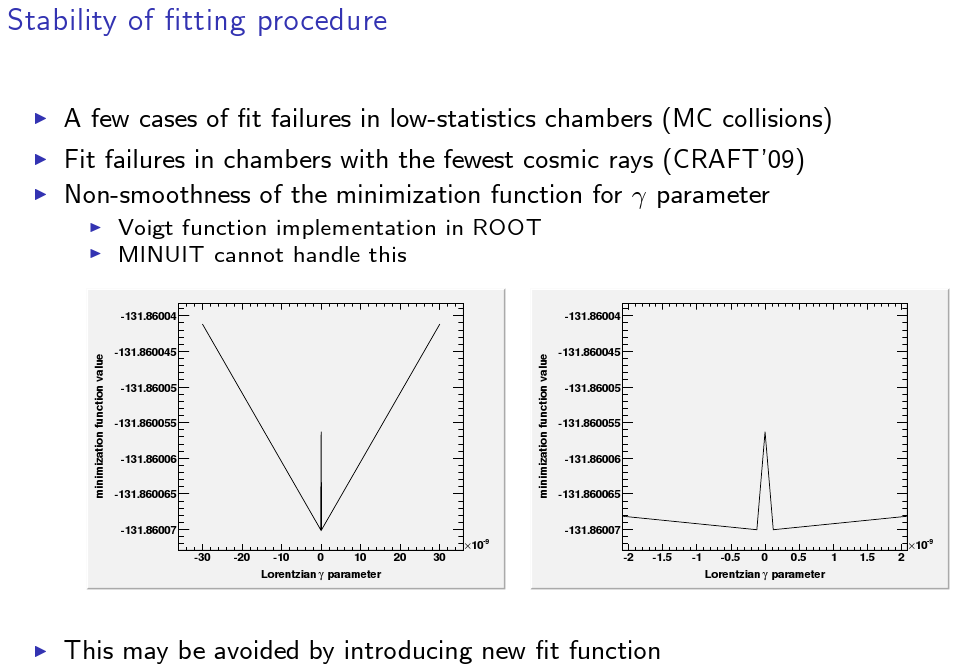 Stability of fitting procedure
A few cases of fit failures in low-statistics chambers (MC collisions)
Fit failures in chambers with the fewest cosmic rays (CRAFT'09)
Non-smoothness of the minimization function for γ parameter
Voigt function implementation in ROOT
MINUIT cannot handle this
minimization function value
-131.86004
-131.860045
-131.86005
-131.860055
-131.86006
-131.860065
-131.86007
-30 -20 -10 0 10 20 30
×10⁻⁹
Lorentzian γ parameter
minimization function value
-131.86004
-131.860045
-131.86005
-131.860055
-131.86006
-131.860065
-131.86007
-2 -1.5 -1 -0.5 0 0.5 1 1.5 2
×10⁻⁹
Lorentzian γ parameter
This may be avoided by introducing new fit function